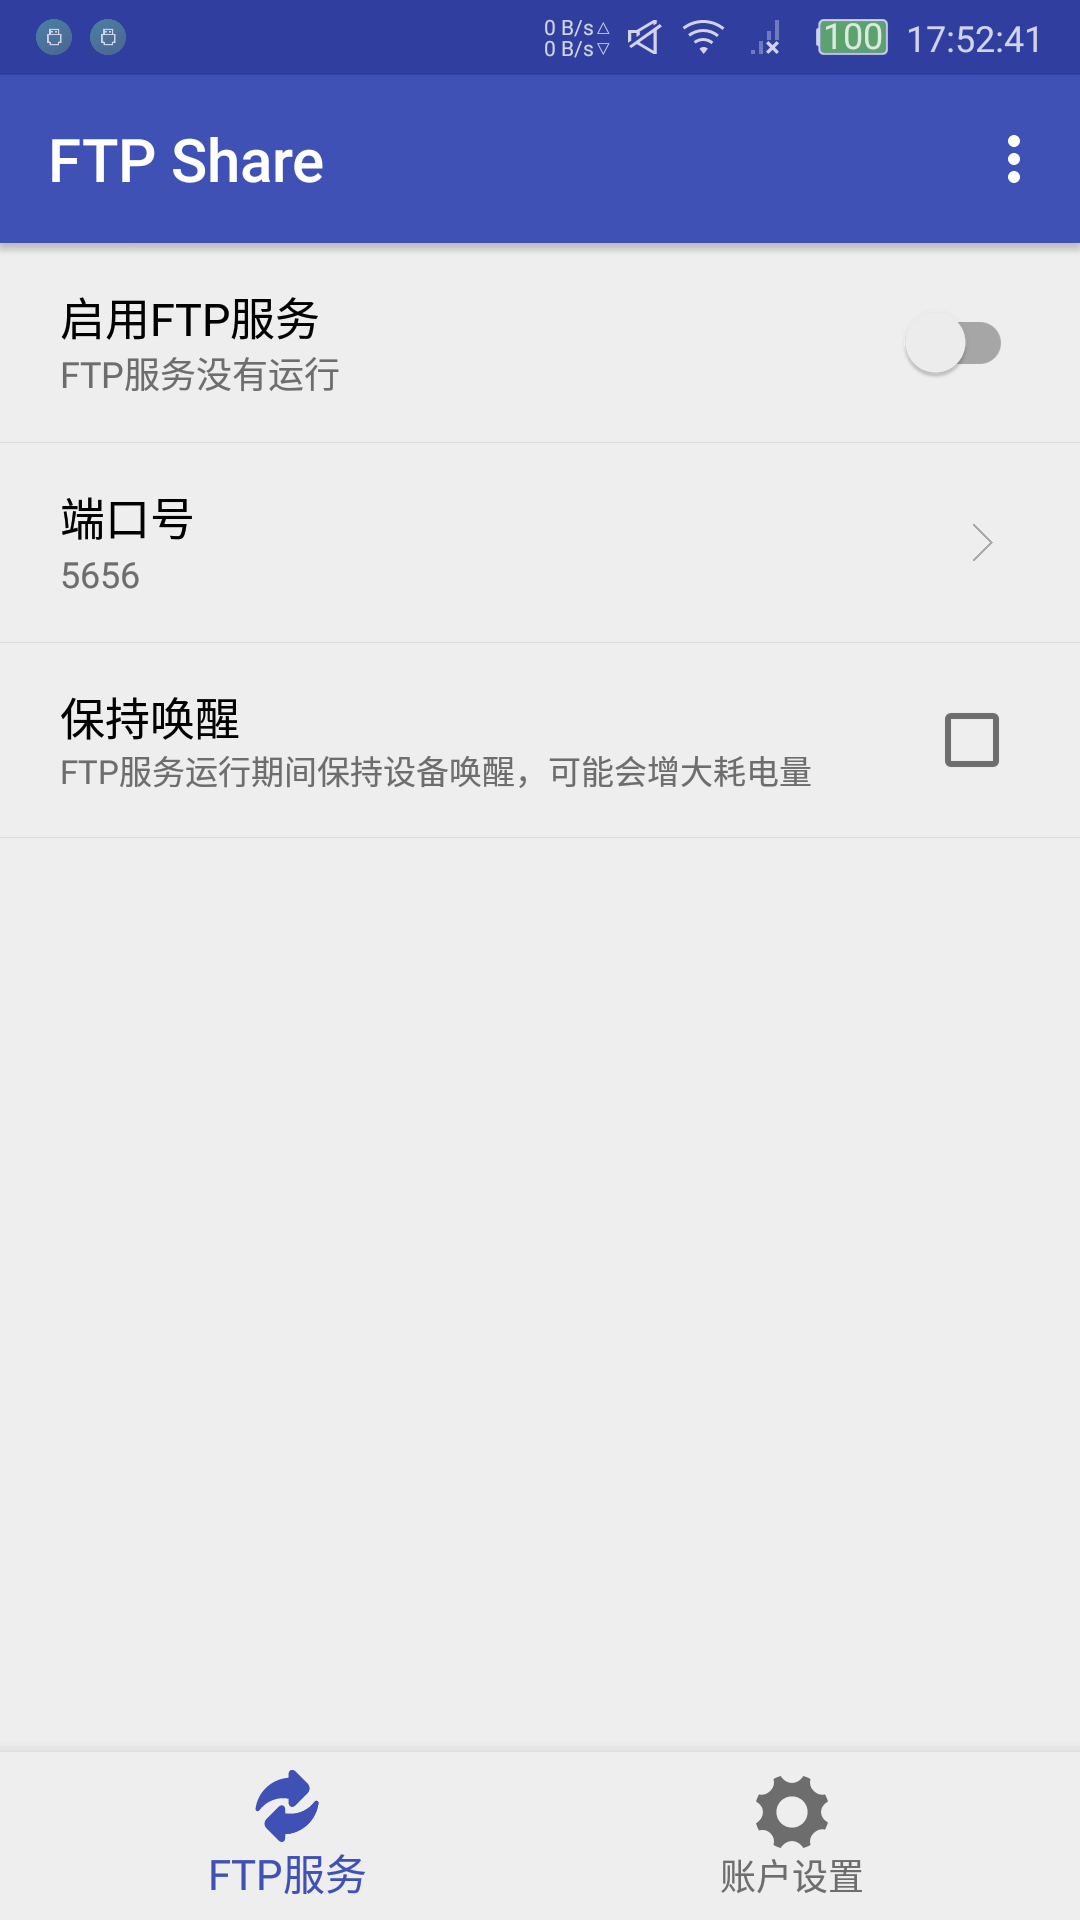 0 B/s△
0 B/s▽
100
17:52:41
FTP Share
启用FTP服务
FTP服务没有运行
端口号
5656
保持唤醒
FTP服务运行期间保持设备唤醒，可能会增大耗电量
FTP服务
账户设置